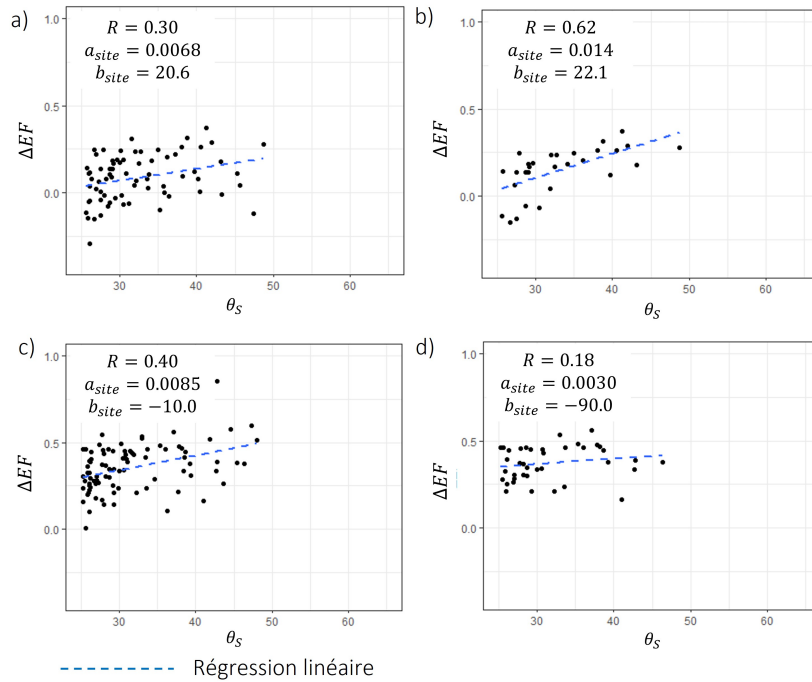 a)
R = 0.30
a_site = 0.0068
b_site = 20.6
1.0
0.5
0.0
ΔEF
30 40 50 60
θ_S
b)
R = 0.62
a_site = 0.014
b_site = 22.1
1.0
0.5
0.0
ΔEF
30 40 50 60
θ_S
c)
R = 0.40
a_site = 0.0085
b_site = −10.0
1.0
0.5
0.0
ΔEF
30 40 50 60
θ_S
d)
R = 0.18
a_site = 0.0030
b_site = −90.0
1.0
0.5
0.0
ΔEF
30 40 50 60
θ_S
Régression linéaire